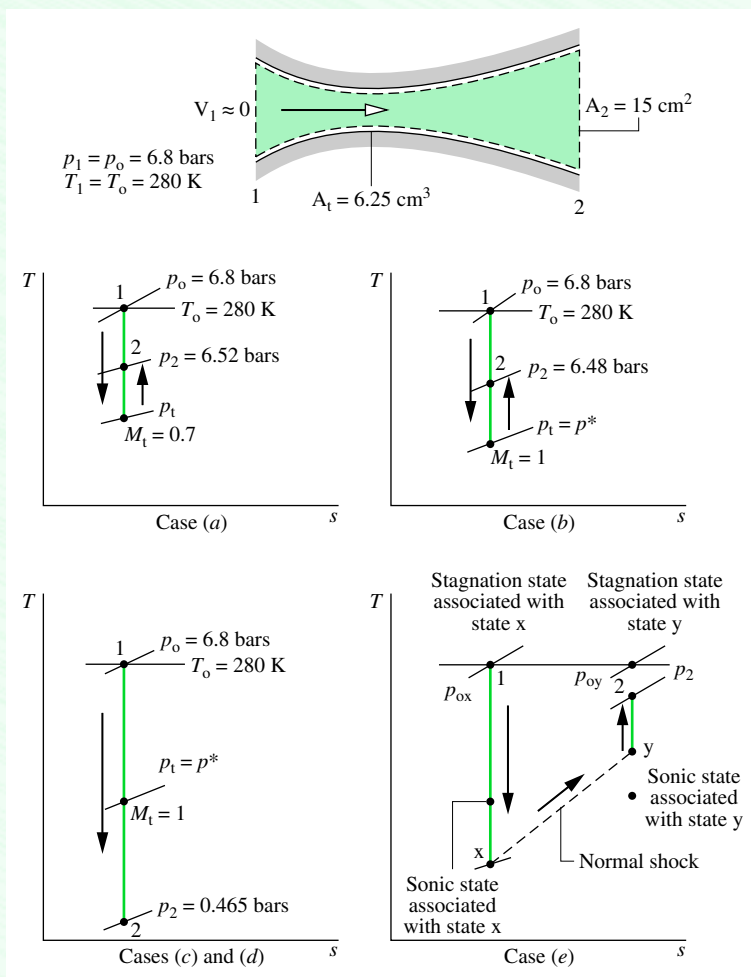 V₁ ≈ 0
A₂ = 15 cm²
p₁ = pₒ = 6.8 bars
T₁ = Tₒ = 280 K
1
Aₜ = 6.25 cm³
2
T
1
pₒ = 6.8 bars
Tₒ = 280 K
2
p₂ = 6.52 bars
pₜ
Mₜ = 0.7
Case (a)
s
T
1
pₒ = 6.8 bars
Tₒ = 280 K
2
p₂ = 6.48 bars
pₜ = p*
Mₜ = 1
Case (b)
s
T
1
pₒ = 6.8 bars
Tₒ = 280 K
pₜ = p*
Mₜ = 1
p₂ = 0.465 bars
2
Cases (c) and (d)
s
Stagnation state
associated with
state x
Stagnation state
associated with
state y
T
1
pₒₓ
p_oy
2
p₂
y
Sonic state
associated
with state y
x
Normal shock
Sonic state
associated
with state x
Case (e)
s